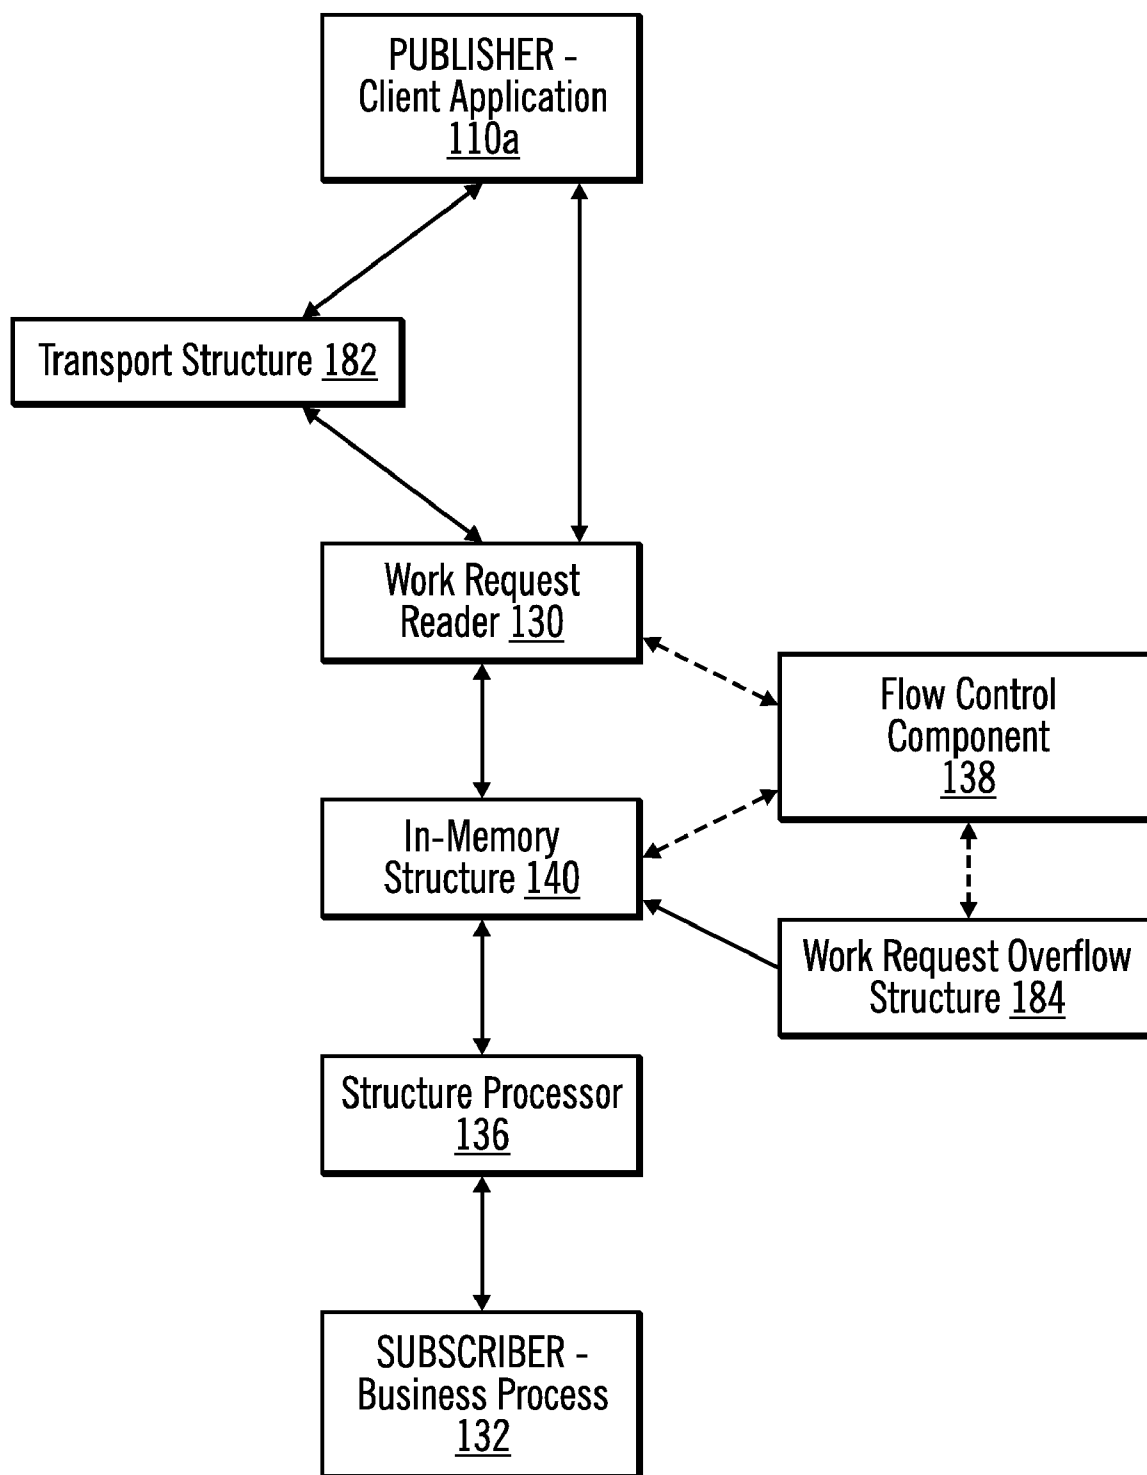 PUBLISHER -
Client Application
110a
Transport Structure 182
Work Request
Reader 130
Flow Control
Component
138
In-Memory
Structure 140
Work Request Overflow
Structure 184
Structure Processor
136
SUBSCRIBER -
Business Process
132